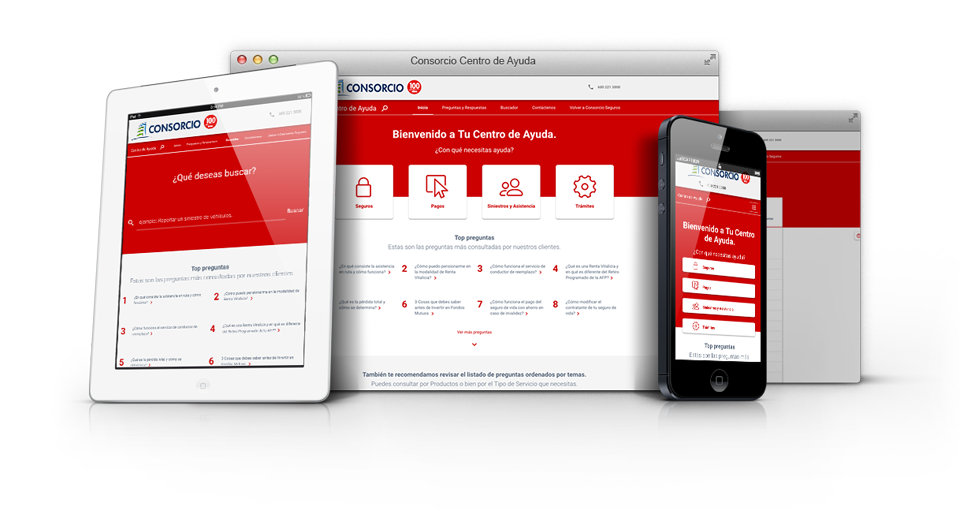 Consorcio Centro de Ayuda
CONSORCIO 100
600 221 3000
Centro de Ayuda
Inicio
Preguntas y Respuestas
Buscador
Contáctenos
Volver a Consorcio Seguros
Bienvenido a Tu Centro de Ayuda.
¿Con qué necesitas ayuda?
Seguros
Pagos
Siniestros y Asistencia
Trámites
Top preguntas
Estas son las preguntas más consultadas por nuestros clientes.
¿En qué consiste la asistencia
en ruta y cómo funciona?
2 ¿Cómo puedo pensionarme en
la modalidad de Renta
Vitalicia?
3 ¿Cómo funciona el servicio de
conductor de reemplazo?
4 ¿Qué es una Renta Vitalicia y
en qué es diferente del Retiro
Programado de la AFP?
¿Qué es la pérdida total y
cómo se determina?
6 3 Cosas que debes saber
antes de invertir en Fondos
Mutuos
7 ¿Cómo funciona el pago del
seguro de vida con ahorro en
caso de invalidez?
8 ¿Cómo modificar el
contratante de tu seguro de
vida?
Ver más preguntas
También te recomendamos revisar el listado de preguntas ordenados por temas.
Puedes consultar por Productos o bien por el Tipo de Servicio que necesitas.
CONSORCIO 100
Centro de Ayuda
Inicio
Preguntas y Respuestas
¿Qué deseas buscar?
Ejemplo: Reportar un siniestro de vehículos.
Buscar
Top preguntas
Estas son las preguntas más consultadas por nuestros clientes.
1 ¿En qué consiste la asistencia en ruta y cómo
funciona?
2 ¿Cómo puedo pensionarme en la modalidad de
Renta Vitalicia?
3 ¿Cómo funciona el servicio de conductor de
reemplazo?
4 ¿Qué es una Renta Vitalicia y en qué es diferente
del Retiro Programado de la AFP?
5 ¿Qué es la pérdida total y cómo se
determina?
6 3 Cosas que debes saber antes de invertir en
Fondos Mutuos
CONSORCIO
Bienvenido a Tu Centro
de Ayuda.
¿Con qué necesitas ayuda?
Seguros
Pagos
Siniestros y Asistencia
Trámites
Top preguntas
Estas son las preguntas más